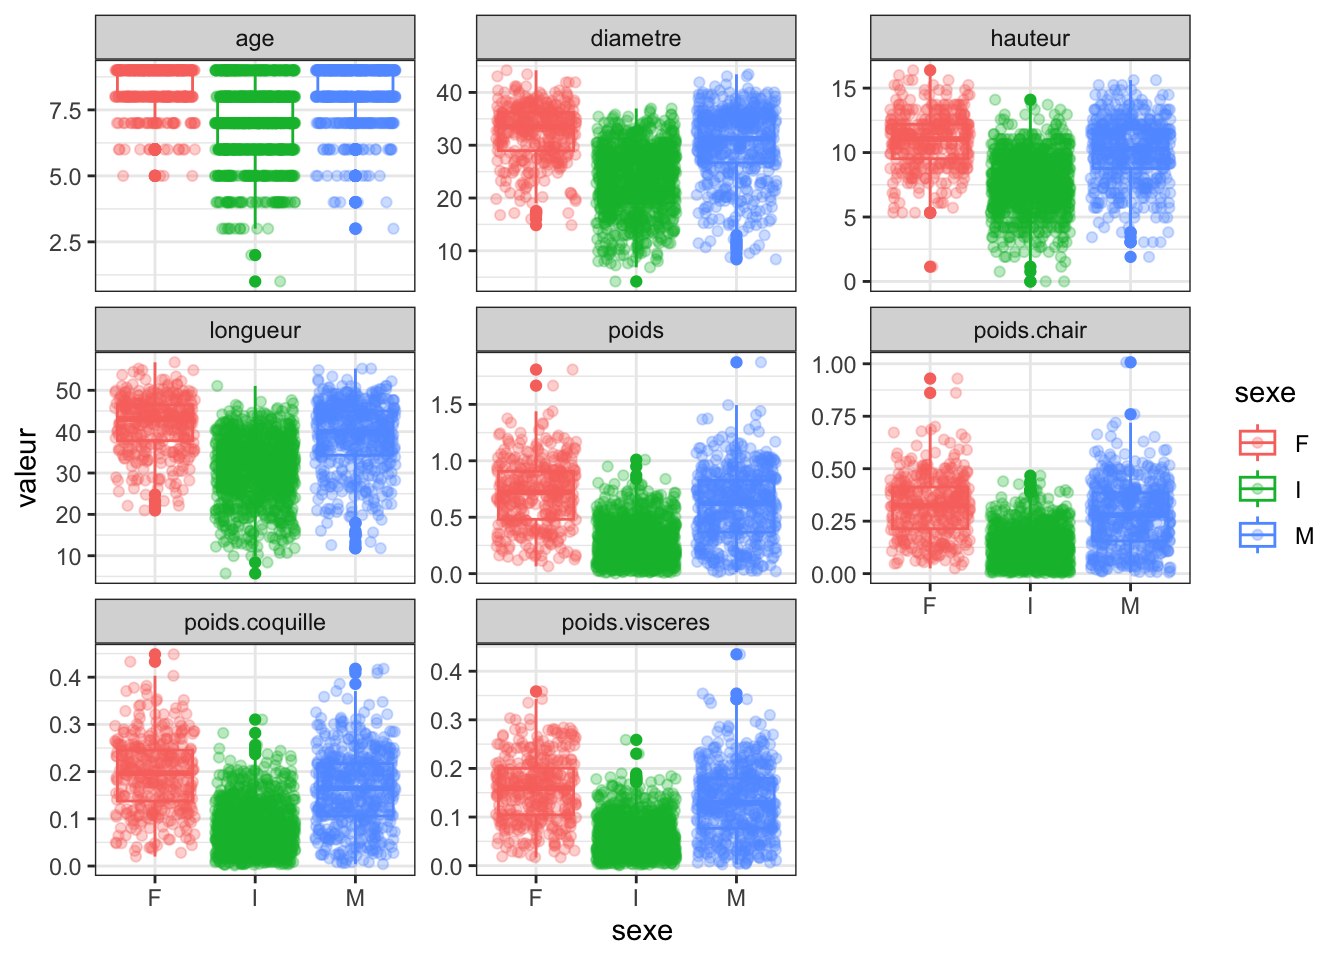 age
diametre
hauteur
7.5
5.0
2.5
40
30
20
10
15
10
5
0
longueur
poids
poids.chair
50
40
30
20
10
1.5
1.0
0.5
0.0
1.00
0.75
0.50
0.25
0.00
F I M
poids.coquille
poids.visceres
0.4
0.3
0.2
0.1
0.0
0.4
0.3
0.2
0.1
0.0
F I M
F I M
sexe
valeur
sexe
F
I
M